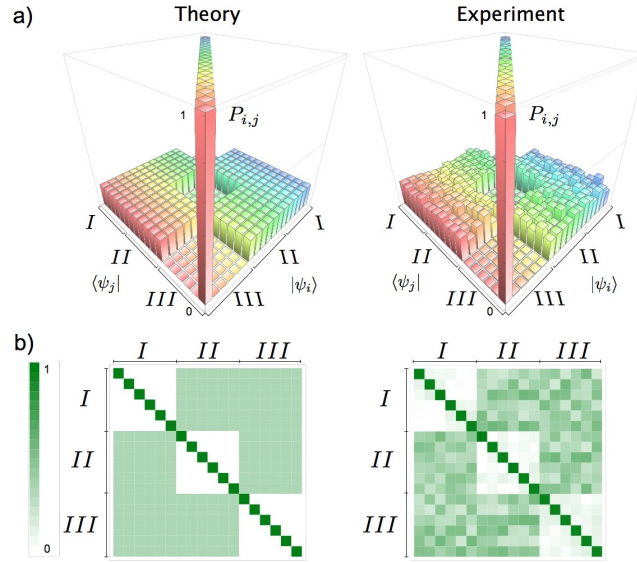 a)
Theory
Experiment
1
P_{i,j}
1
P_{i,j}
I
II
III
⟨ψ_j|
0
III
II
I
|ψ_i⟩
I
II
III
⟨ψ_j|
0
III
II
I
|ψ_i⟩
b)
1
0
I II III
I
II
III
I II III
I
II
III